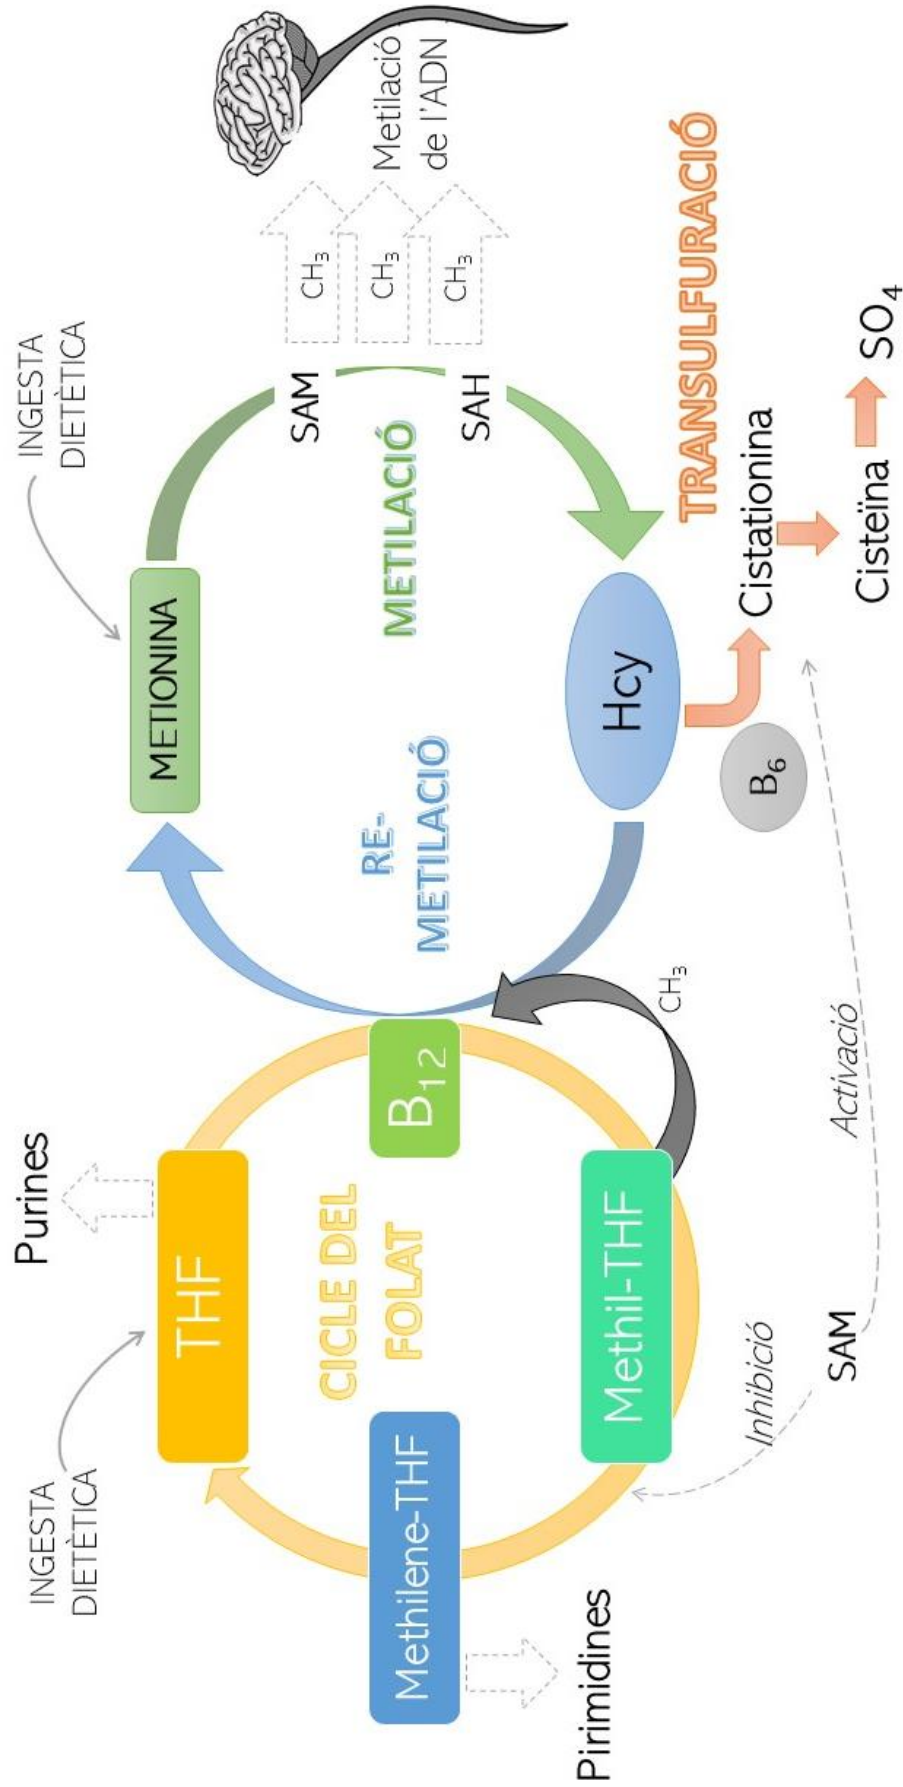 INGESTA
DIETÈTICA
Purines
THF
CICLE DEL
FOLAT
Methilene-THF
Pirimidines
B12
Methil-THF
CH3
INGESTA
DIETÈTICA
METIONINA
RE-
METILACIÓ
METILACIÓ
SAM
SAH
CH3
CH3
CH3
Metilació
de l'ADN
Hcy
TRANSULFURACIÓ
B6
Cistationina
Cisteïna
SO4
Inhibició
SAM
Activació